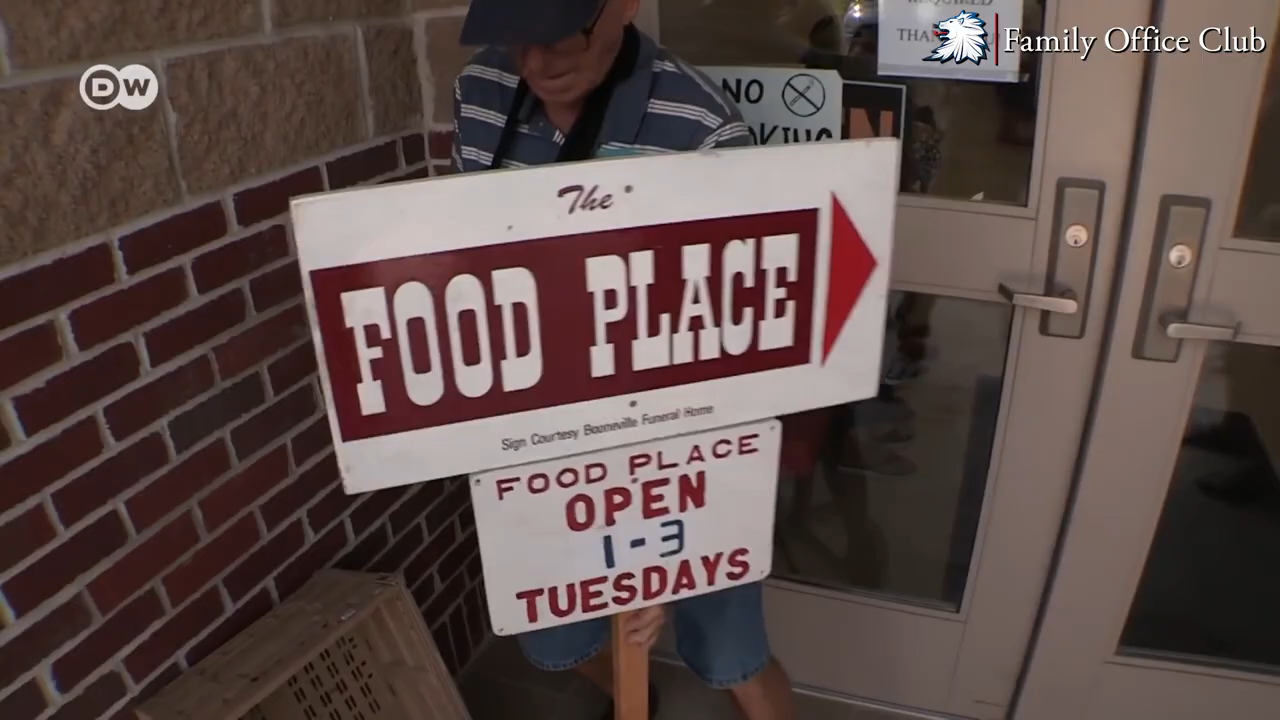 DW
REQUIRED
Family Office Club
NO
The
FOOD PLACE
Sign Courtesy Booneville Funeral Home
FOOD PLACE
OPEN
1-3
TUESDAYS